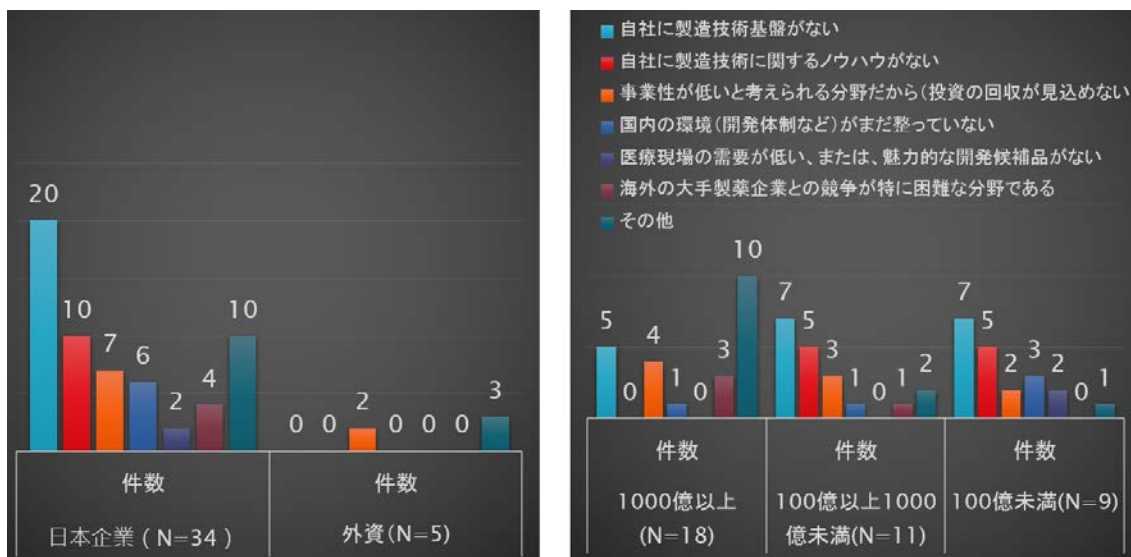 20
10
7
6
2
4
10
0
0
2
0
0
0
3
件数
件数
日本企業（N=34）
外資(N=5)
自社に製造技術基盤がない
自社に製造技術に関するノウハウがない
事業性が低いと考えられる分野だから（投資の回収が見込めない
国内の環境（開発体制など）がまだ整っていない
医療現場の需要が低い、または、魅力的な開発候補品がない
海外の大手製薬企業との競争が特に困難な分野である
その他
5
0
4
1
0
3
10
7
5
3
1
0
1
2
7
5
2
3
2
0
1
件数
件数
件数
1000億以上
(N=18)
100億以上1000
億未満(N=11)
100億未満(N=9)